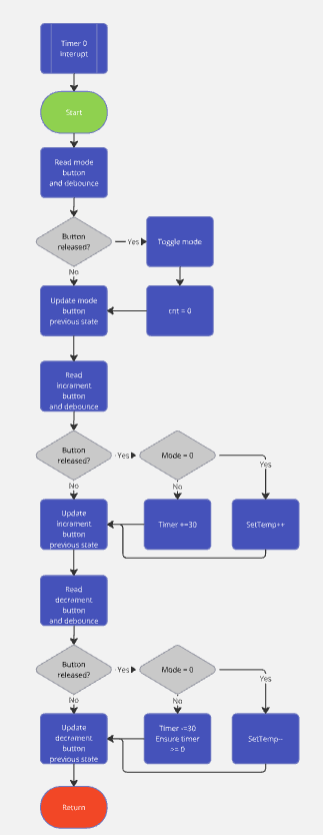 Timer 0
Interupt
Start
Read mode
button
and debounce
Button
released?
Yes
Toggle mode
No
Update mode
button
previous state
cnt = 0
Read
increment
button
and debounce
Button
released?
Yes
Mode = 0
Yes
No
No
Update
increment
button
previous state
Timer +=30
SetTemp++
Read
decrament
button
and debounce
Button
released?
Yes
Mode = 0
Yes
No
No
Update
decrament
button
previous state
Timer -=30
Ensure timer
>= 0
SetTemp--
Return